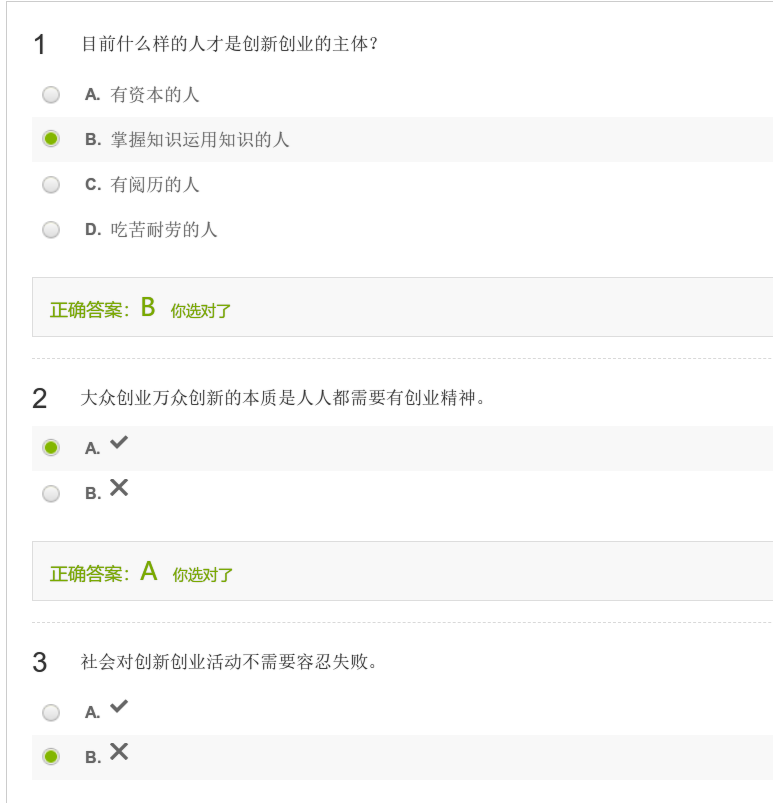 1 目前什么样的人才是创新创业的主体?
A. 有资本的人
B. 掌握知识运用知识的人
C. 有阅历的人
D. 吃苦耐劳的人
正确答案: B 你选对了
2 大众创业万众创新的本质是人人都需要有创业精神。
A. ✔
B. ✖
正确答案: A 你选对了
3 社会对创新创业活动不需要容忍失败。
A. ✔
B. ✖